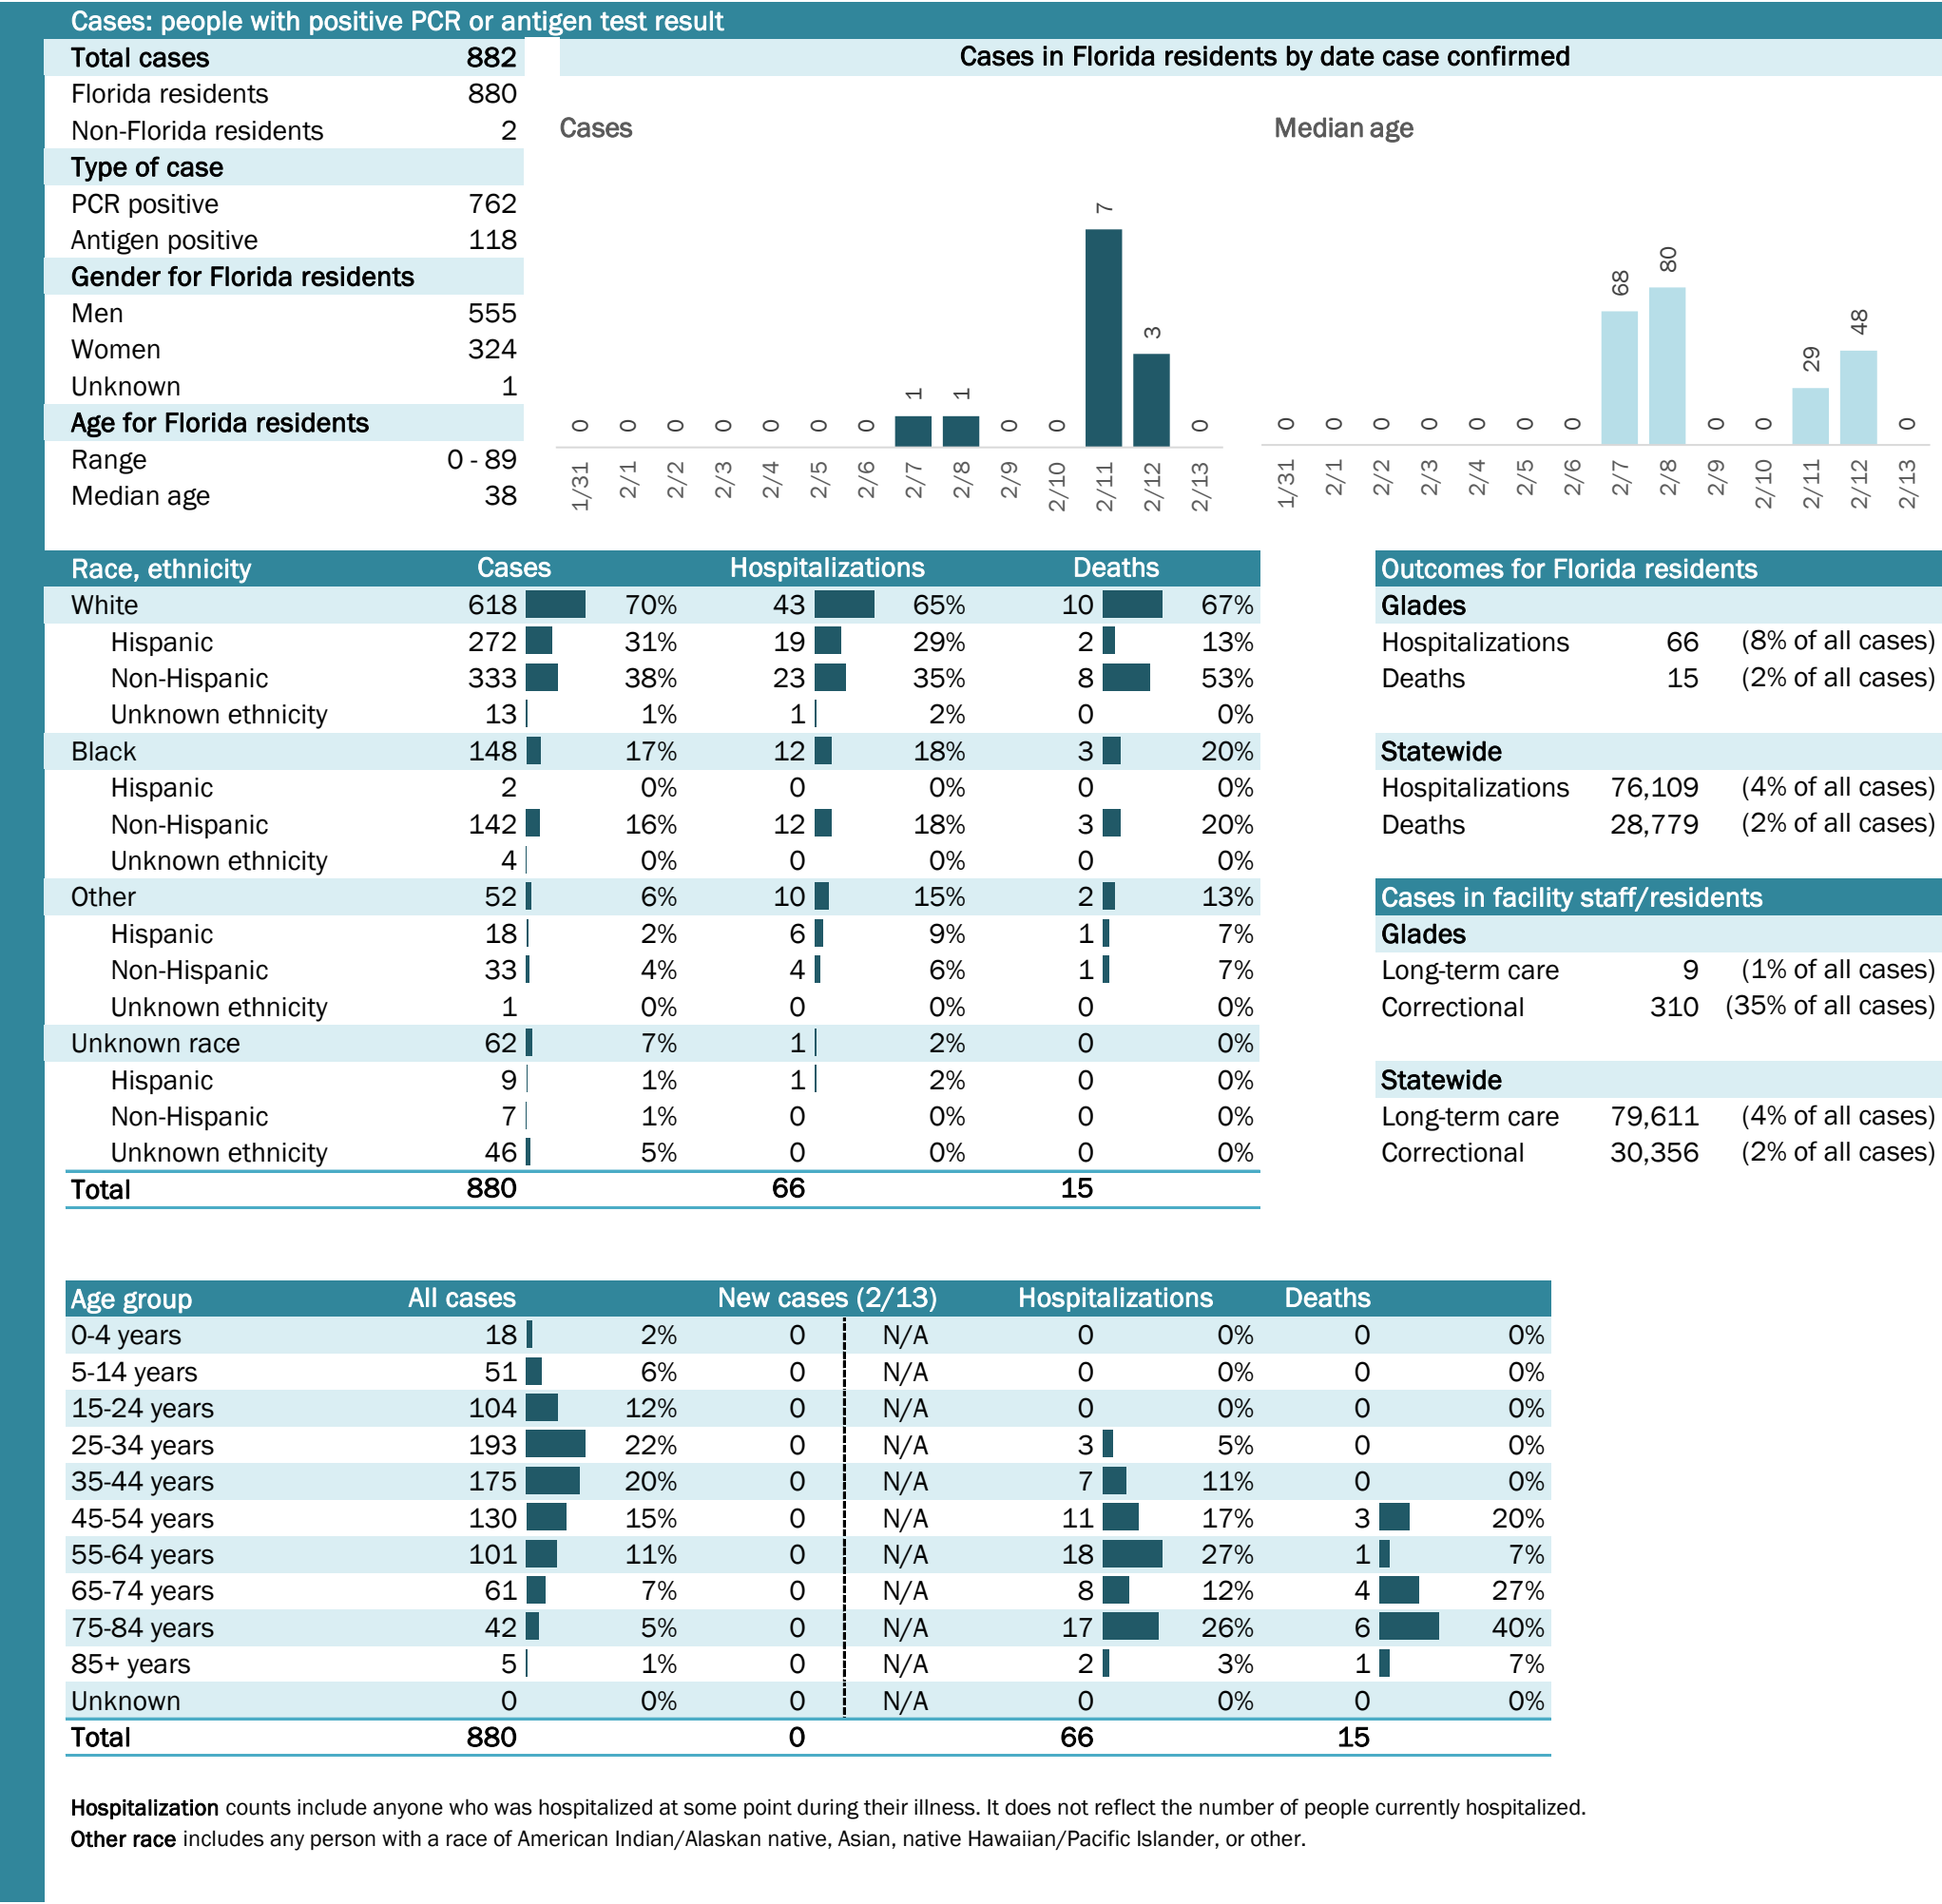 Cases: people with positive PCR or antigen test result
Total cases 882
Florida residents 880
Non-Florida residents 2
Type of case
PCR positive 762
Antigen positive 118
Gender for Florida residents
Men 555
Women 324
Unknown 1
Age for Florida residents
Range 0 - 89
Median age 38
Cases in Florida residents by date case confirmed
Cases
0 0 0 0 0 0 0 1 1 0 0 7 3 0
1/31 2/1 2/2 2/3 2/4 2/5 2/6 2/7 2/8 2/9 2/10 2/11 2/12 2/13
Median age
0 0 0 0 0 0 0 68 80 0 0 29 48 0
1/31 2/1 2/2 2/3 2/4 2/5 2/6 2/7 2/8 2/9 2/10 2/11 2/12 2/13
Race, ethnicity Cases Hospitalizations Deaths
White 618 70% 43 65% 10 67%
Hispanic 272 31% 19 29% 2 13%
Non-Hispanic 333 38% 23 35% 8 53%
Unknown ethnicity 13 1% 1 2% 0 0%
Black 148 17% 12 18% 3 20%
Hispanic 2 0% 0 0% 0 0%
Non-Hispanic 142 16% 12 18% 3 20%
Unknown ethnicity 4 0% 0 0% 0 0%
Other 52 6% 10 15% 2 13%
Hispanic 18 2% 6 9% 1 7%
Non-Hispanic 33 4% 4 6% 1 7%
Unknown ethnicity 1 0% 0 0% 0 0%
Unknown race 62 7% 1 2% 0 0%
Hispanic 9 1% 1 2% 0 0%
Non-Hispanic 7 1% 0 0% 0 0%
Unknown ethnicity 46 5% 0 0% 0 0%
Total 880 66 15
Outcomes for Florida residents
Glades
Hospitalizations 66 (8% of all cases)
Deaths 15 (2% of all cases)
Statewide
Hospitalizations 76,109 (4% of all cases)
Deaths 28,779 (2% of all cases)
Cases in facility staff/residents
Glades
Long-term care 9 (1% of all cases)
Correctional 310 (35% of all cases)
Statewide
Long-term care 79,611 (4% of all cases)
Correctional 30,356 (2% of all cases)
Age group All cases New cases (2/13) Hospitalizations Deaths
0-4 years 18 2% 0 N/A 0 0% 0 0%
5-14 years 51 6% 0 N/A 0 0% 0 0%
15-24 years 104 12% 0 N/A 0 0% 0 0%
25-34 years 193 22% 0 N/A 3 5% 0 0%
35-44 years 175 20% 0 N/A 7 11% 0 0%
45-54 years 130 15% 0 N/A 11 17% 3 20%
55-64 years 101 11% 0 N/A 18 27% 1 7%
65-74 years 61 7% 0 N/A 8 12% 4 27%
75-84 years 42 5% 0 N/A 17 26% 6 40%
85+ years 5 1% 0 N/A 2 3% 1 7%
Unknown 0 0% 0 N/A 0 0% 0 0%
Total 880 0 66 15
Hospitalization counts include anyone who was hospitalized at some point during their illness. It does not reflect the number of people currently hospitalized.
Other race includes any person with a race of American Indian/Alaskan native, Asian, native Hawaiian/Pacific Islander, or other.